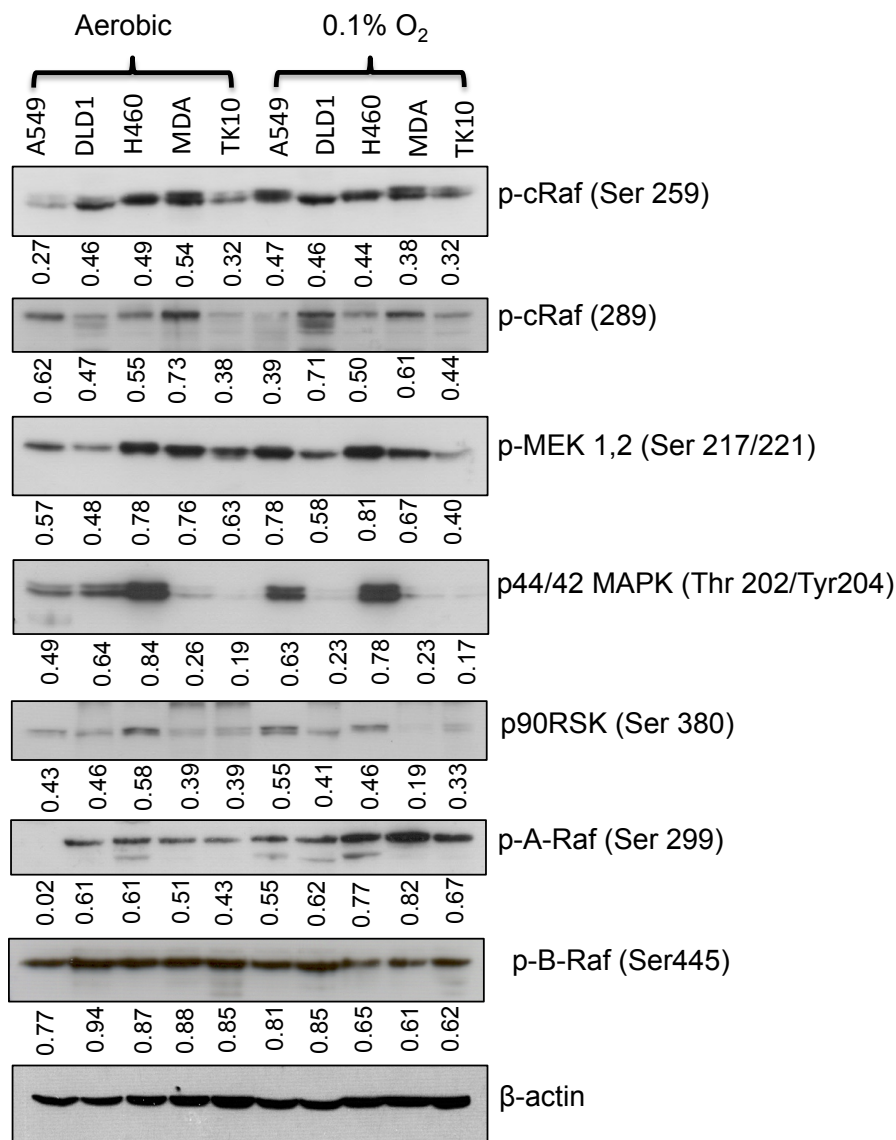 Aerobic 0.1% O₂
A549 DLD1 H460 MDA TK10 A549 DLD1 H460 MDA TK10
p-cRaf (Ser 259)
0.27 0.46 0.49 0.54 0.32 0.47 0.46 0.44 0.38 0.32
p-cRaf (289)
0.62 0.47 0.55 0.73 0.38 0.39 0.71 0.50 0.61 0.44
p-MEK 1,2 (Ser 217/221)
0.57 0.48 0.78 0.76 0.63 0.78 0.58 0.81 0.67 0.40
p44/42 MAPK (Thr 202/Tyr204)
0.49 0.64 0.84 0.26 0.19 0.63 0.23 0.78 0.23 0.17
p90RSK (Ser 380)
0.43 0.46 0.58 0.39 0.39 0.55 0.41 0.46 0.19 0.33
p-A-Raf (Ser 299)
0.02 0.61 0.61 0.51 0.43 0.55 0.62 0.77 0.82 0.67
p-B-Raf (Ser445)
0.77 0.94 0.87 0.88 0.85 0.81 0.85 0.65 0.61 0.62
β-actin